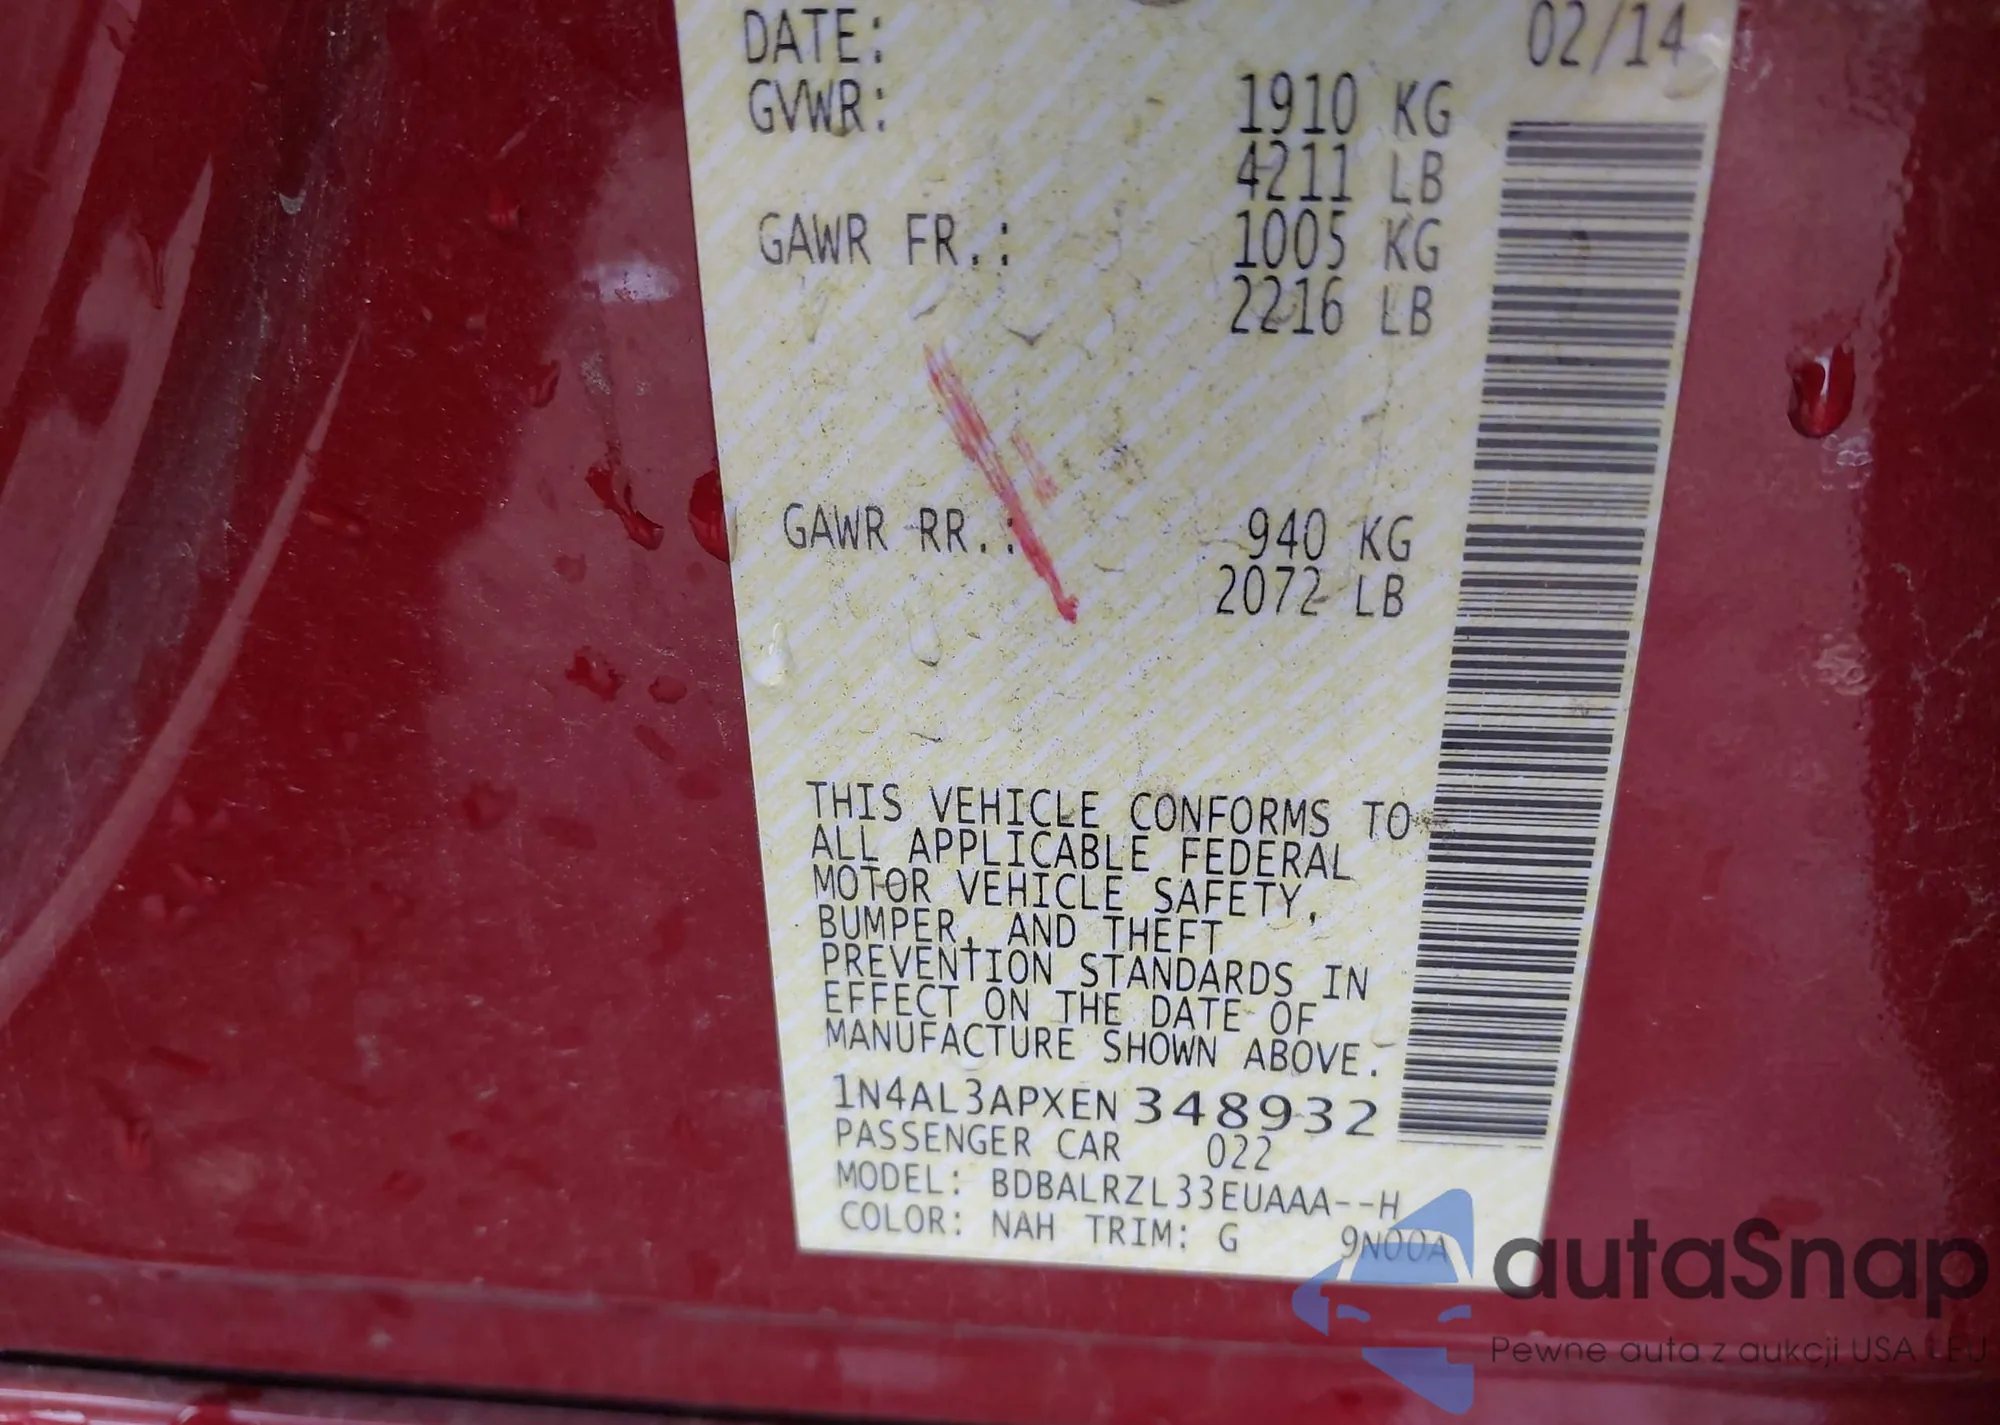 DATE: 02/14
GVWR: 1910 KG
4211 LB
GAWR FR.: 1005 KG
2216 LB
GAWR RR.: 940 KG
2072 LB
THIS VEHICLE CONFORMS TO
ALL APPLICABLE FEDERAL
MOTOR VEHICLE SAFETY,
BUMPER, AND THEFT
PREVENTION STANDARDS IN
EFFECT ON THE DATE OF
MANUFACTURE SHOWN ABOVE.
1N4AL3APXEN348932
PASSENGER CAR 022
MODEL: BDBALRZL33EUAAA--H
COLOR: NAH TRIM: G 9N00A
autaSnap
Pewne auta z aukcji USA i EU